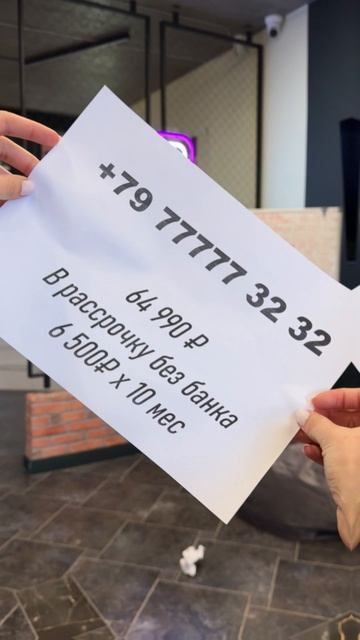 +79 77777 32 32
64 990 ₽
В рассрочку без банка
6 500₽ х 10 мес